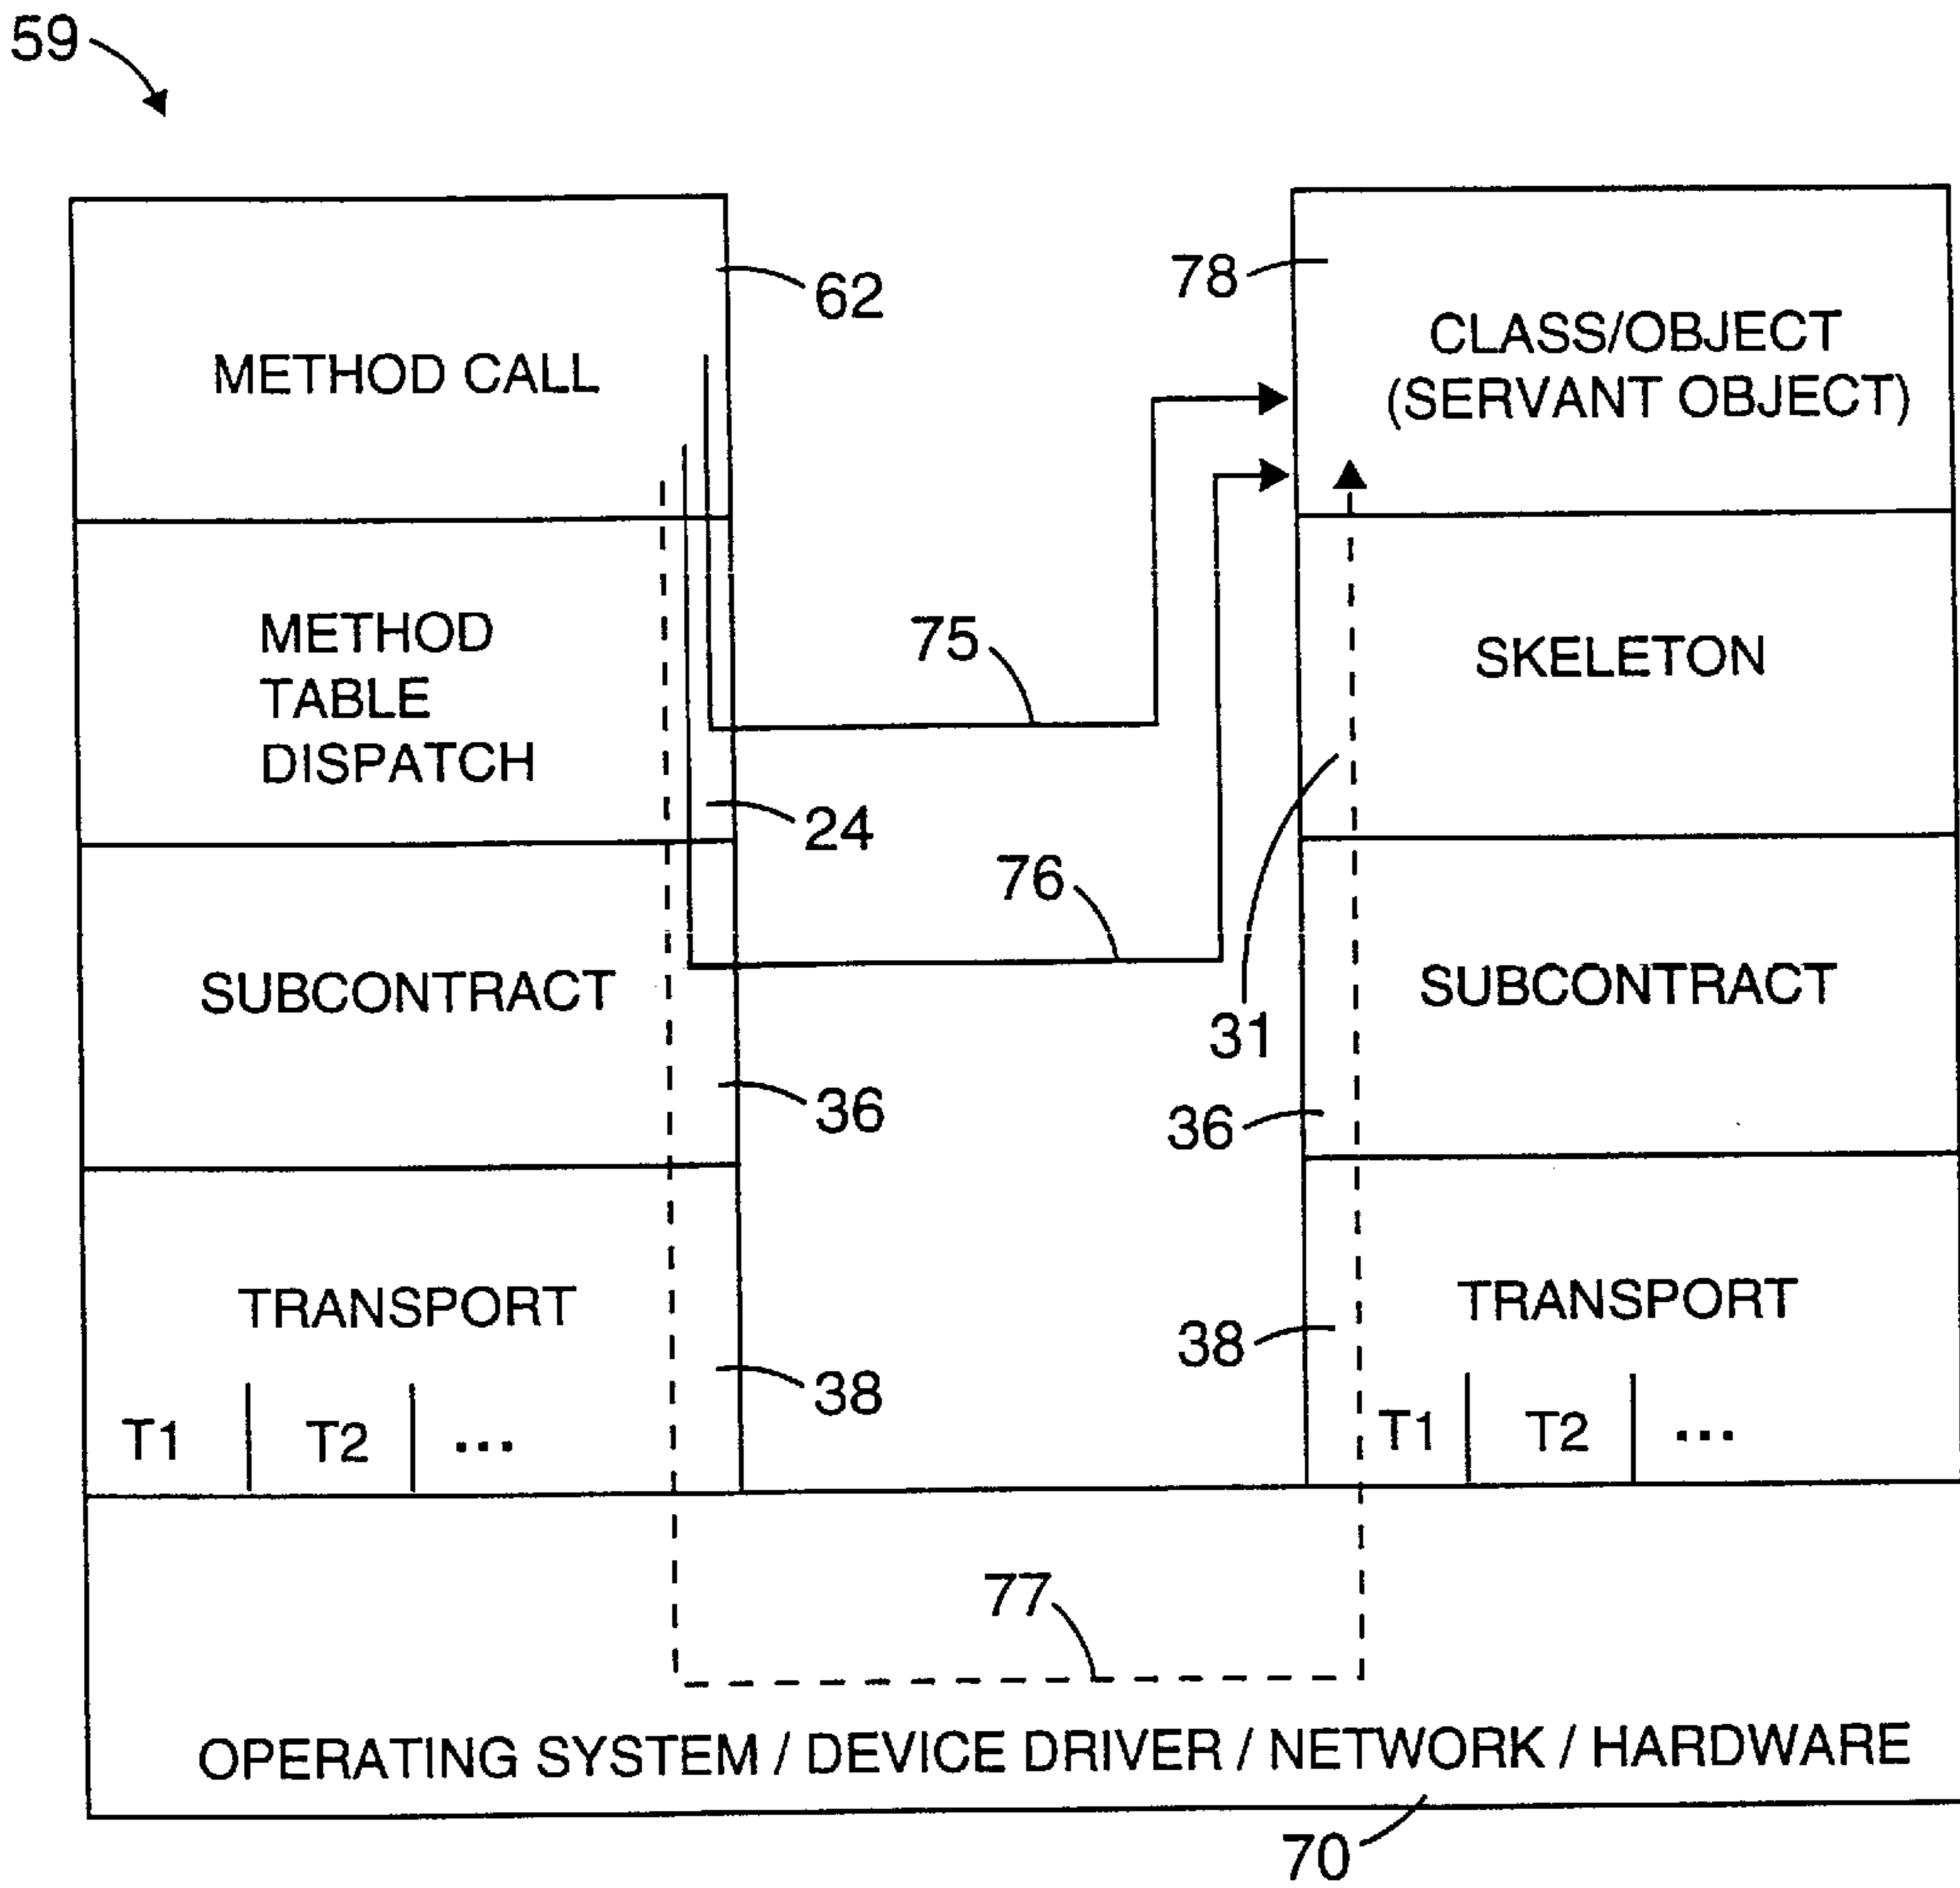 59
METHOD CALL
62
78
CLASS/OBJECT
(SERVANT OBJECT)
METHOD
TABLE
DISPATCH
24
75
SKELETON
31
SUBCONTRACT
36
76
SUBCONTRACT
36
TRANSPORT
38
T1
T2
...
38
TRANSPORT
T1
T2
...
77
OPERATING SYSTEM / DEVICE DRIVER / NETWORK / HARDWARE
70